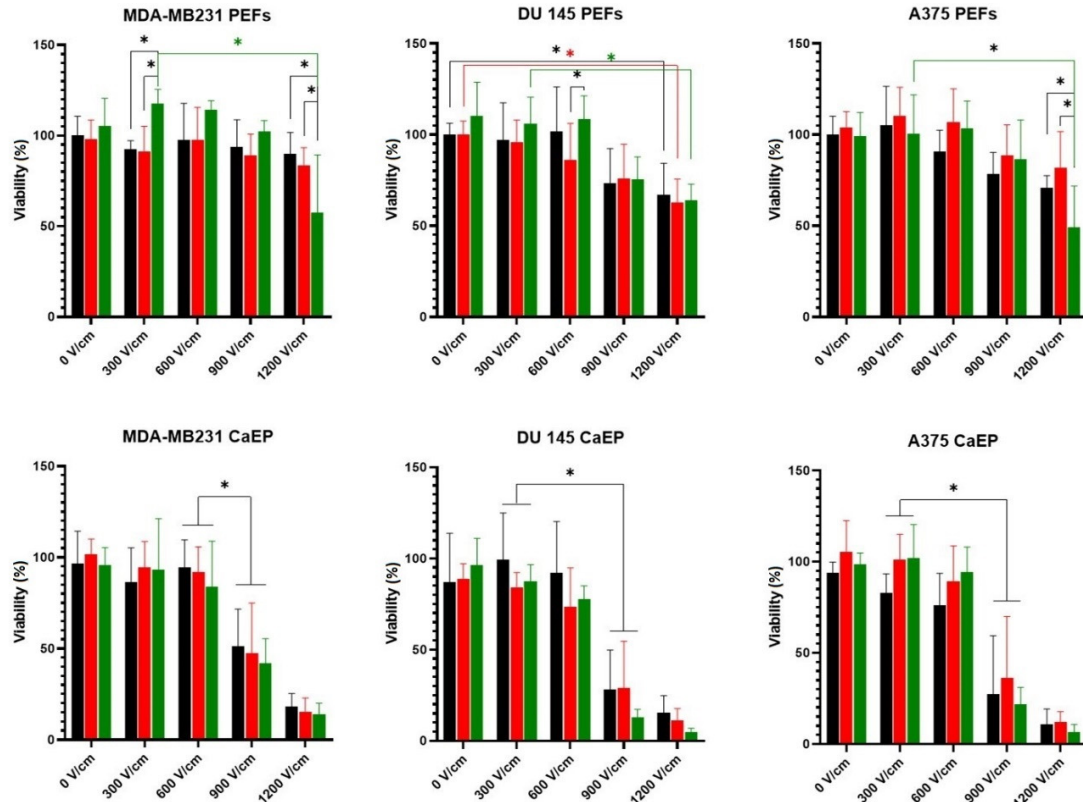 MDA-MB231 PEFs
Viability (%)
150
100
50
0
* * * * *
0 V/cm 300 V/cm 600 V/cm 900 V/cm 1200 V/cm
DU 145 PEFs
Viability (%)
150
100
50
0
* * * *
0 V/cm 300 V/cm 600 V/cm 900 V/cm 1200 V/cm
A375 PEFs
Viability (%)
150
100
50
0
* * *
0 V/cm 300 V/cm 600 V/cm 900 V/cm 1200 V/cm
MDA-MB231 CaEP
Viability (%)
150
100
50
0
*
0 V/cm 300 V/cm 600 V/cm 900 V/cm 1200 V/cm
DU 145 CaEP
Viability (%)
150
100
50
0
*
0 V/cm 300 V/cm 600 V/cm 900 V/cm 1200 V/cm
A375 CaEP
Viability (%)
150
100
50
0
*
0 V/cm 300 V/cm 600 V/cm 900 V/cm 1200 V/cm